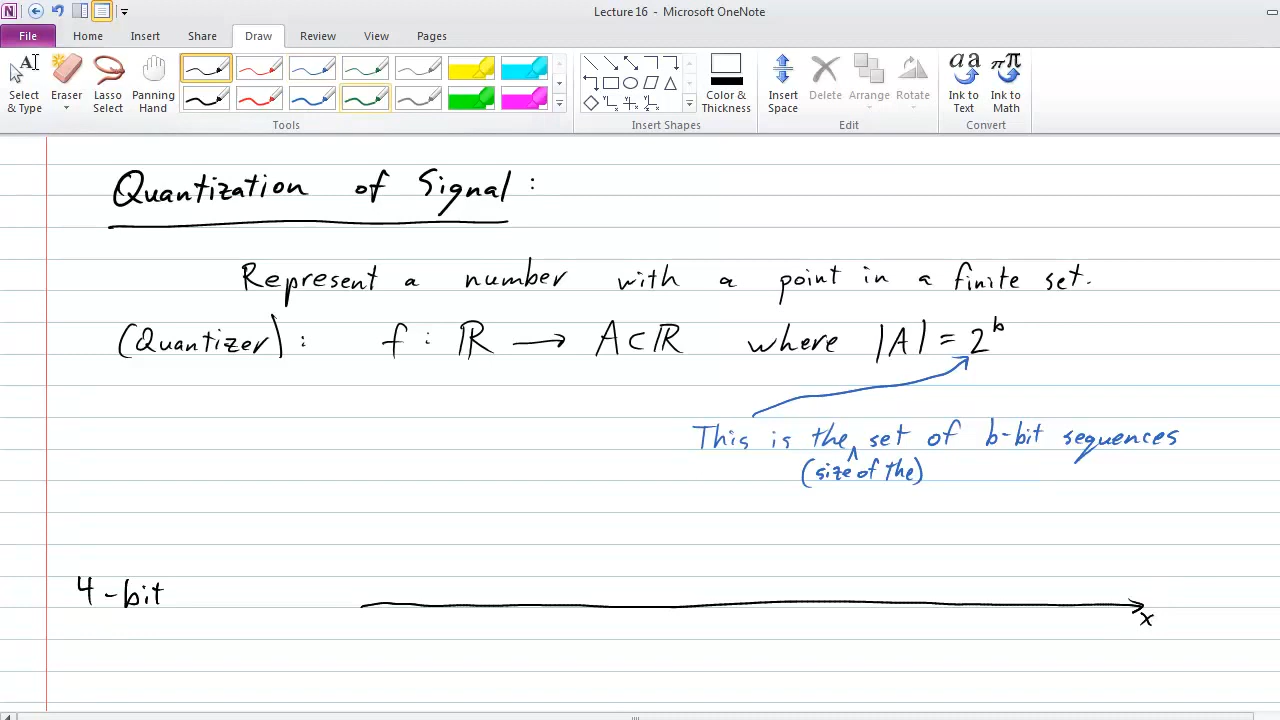 Lecture 16 - Microsoft OneNote
File Home Insert Share Draw Review View Pages
Select & Type Eraser Lasso Select Panning Hand Color & Thickness Insert Space Delete Arrange Rotate Ink to Text Ink to Math
Tools Insert Shapes Edit Convert
Quantization of Signal:
Represent a number with a point in a finite set.
(Quantizer): f: ℝ → A⊂ℝ where |A| = 2^b
This is the ^ set of b-bit sequences
(size of the)
4-bit
x